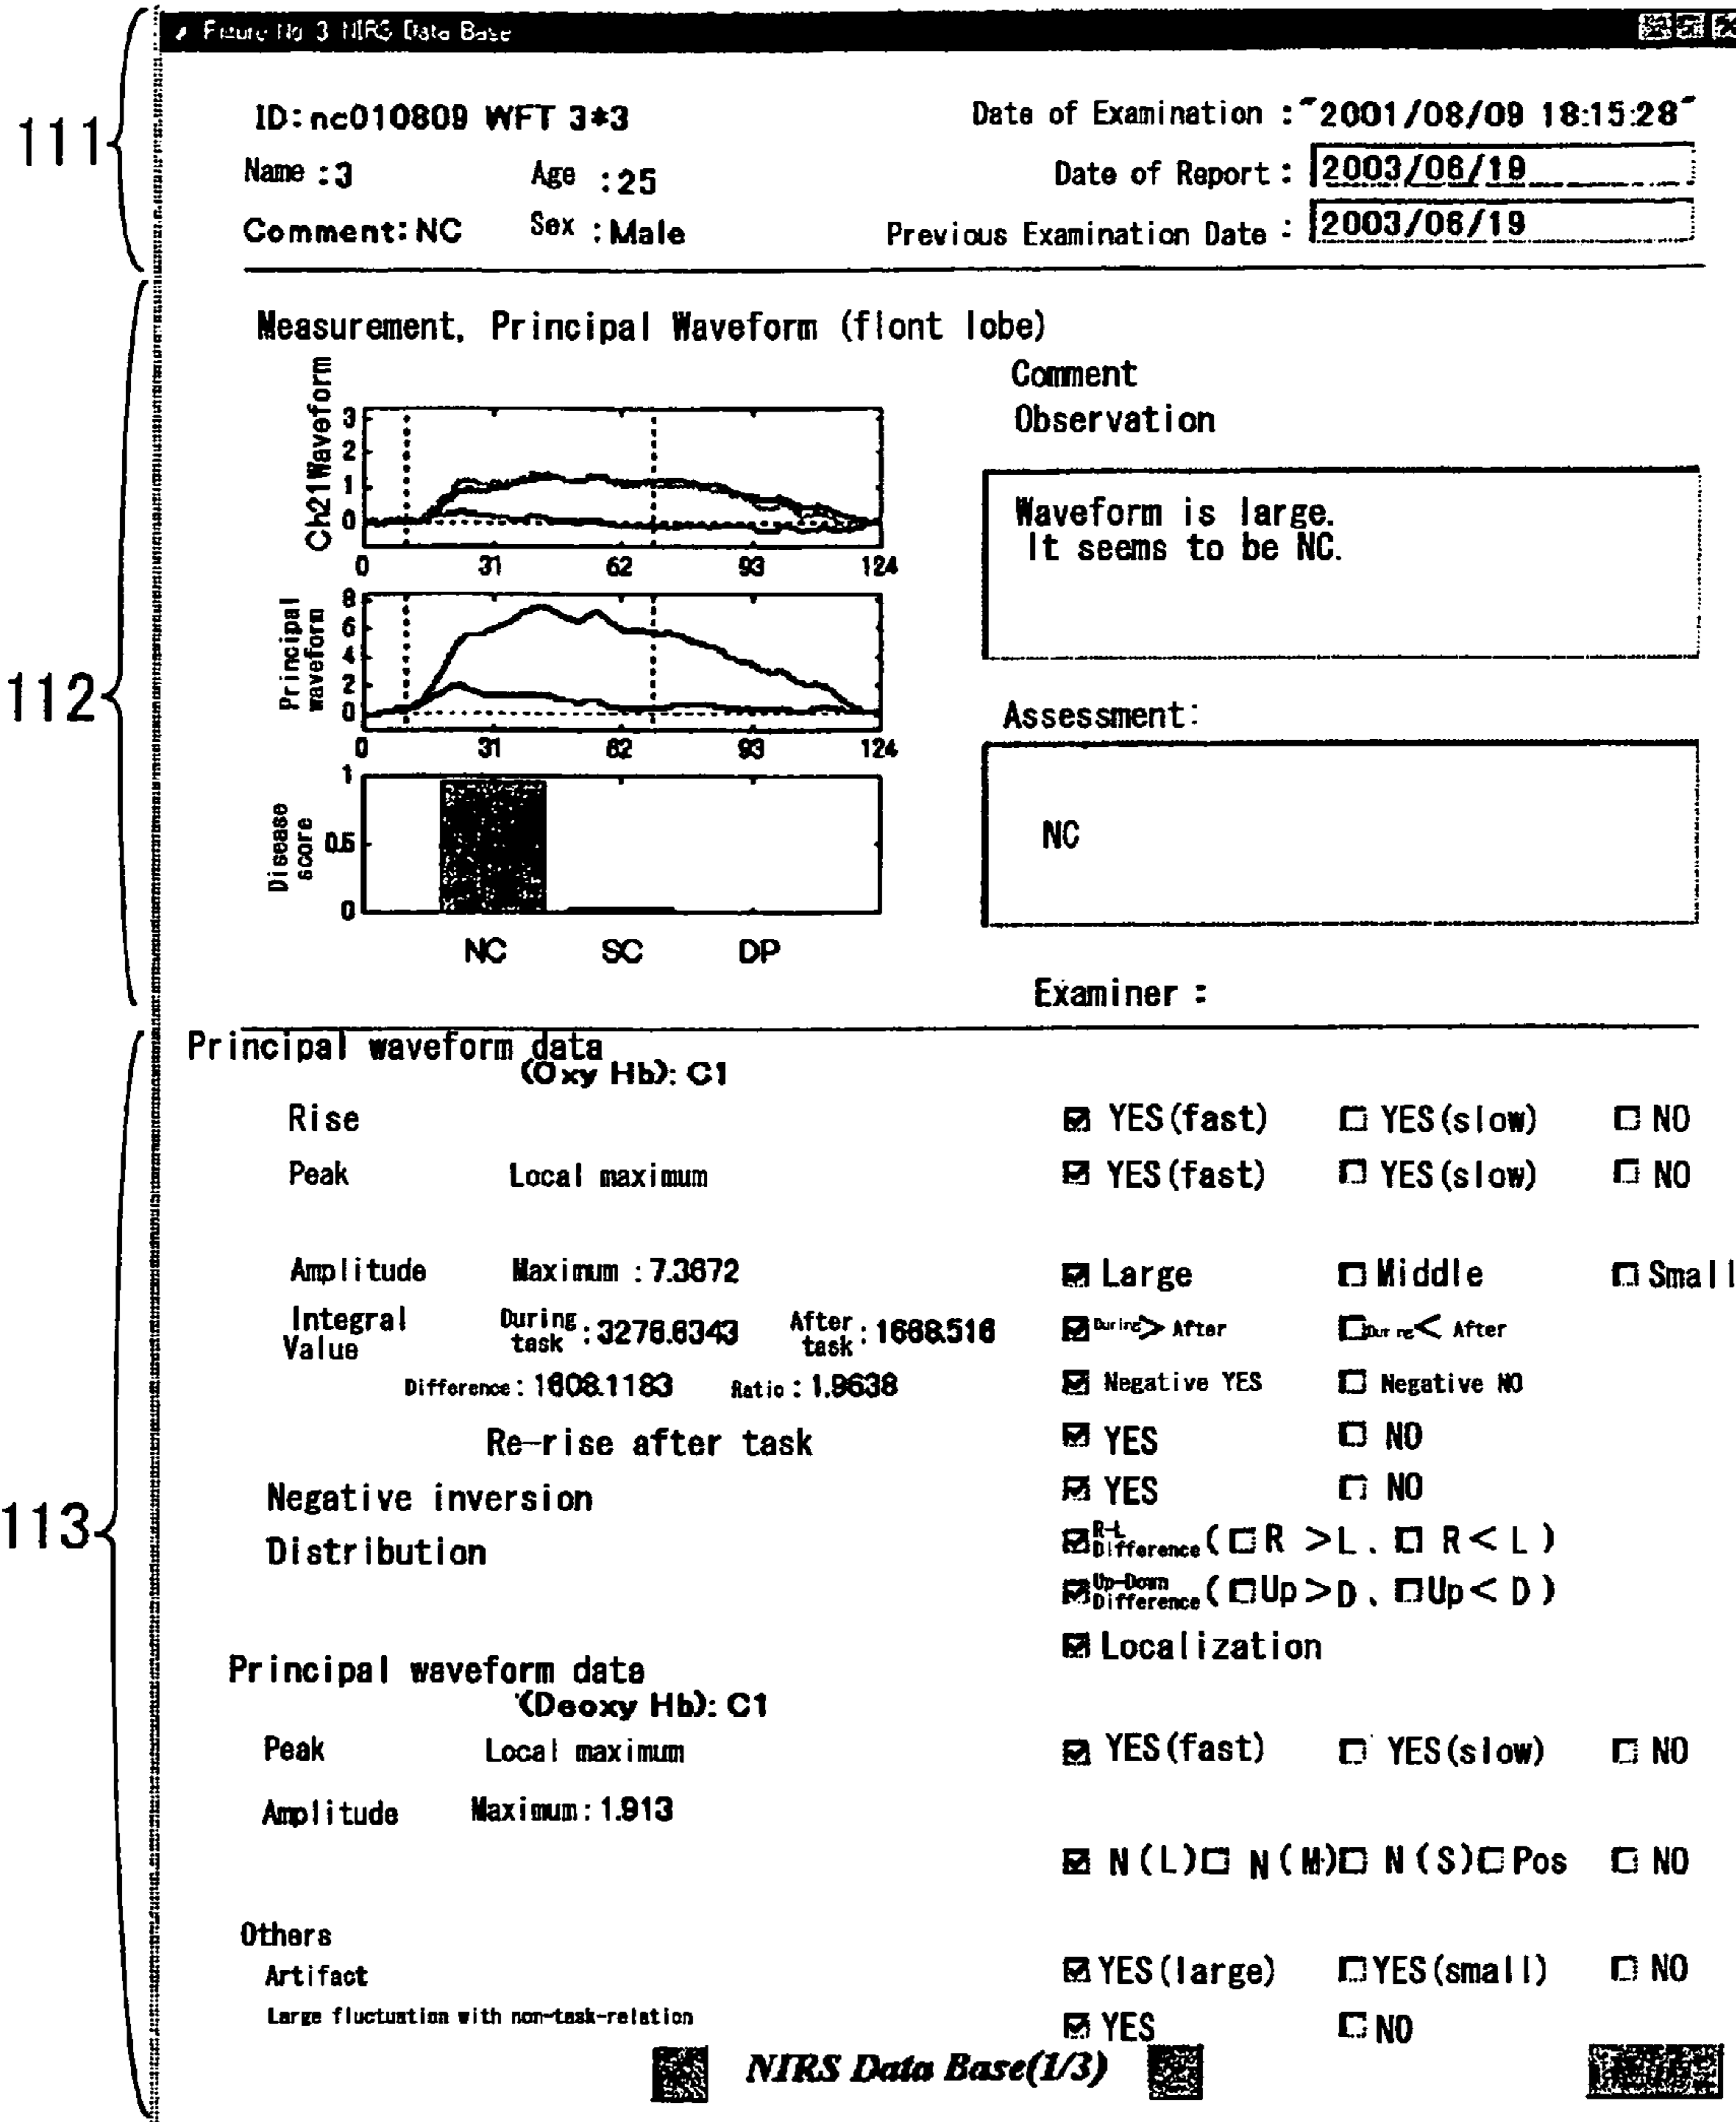 Figure No. 3 NIRS Data Base
111
ID:nc010809 WFT 3*3
Date of Examination : "2001/08/09 18:15:28"
Name :3 Age :25
Date of Report : 2003/06/19
Comment:NC Sex :Male
Previous Examination Date : 2003/06/19
112
Measurement, Principal Waveform (flont lobe)
Comment
Observation
Ch21Waveform
3
2
1
0
0 31 62 93 124
Waveform is large.
It seems to be NC.
Principal waveform
8
6
4
2
0
0 31 62 93 124
Assessment:
NC
Disease score
1
0.5
0
NC SC DP
Examiner :
113
Principal waveform data
(Oxy Hb): C1
Rise YES(fast) YES(slow) NO
Peak Local maximum YES(fast) YES(slow) NO
Amplitude Maximum :7.3672 Large Middle Small
Integral Value During task :3276.6343 After task :1668.516 During> After During< After
Difference: 1608.1183 Ratio: 1.9638 Negative YES Negative NO
Re-rise after task YES NO
Negative inversion YES NO
Distribution R-L Difference (R >L, R< L)
Up-Down Difference (Up>D, Up< D)
Localization
Principal waveform data
(Deoxy Hb): C1
Peak Local maximum YES(fast) YES(slow) NO
Amplitude Maximum: 1.913
N(L) N(M) N(S) Pos NO
Others
Artifact YES(large) YES(small) NO
Large fluctuation with non-task-relation YES NO
NIRS Data Base(1/3)